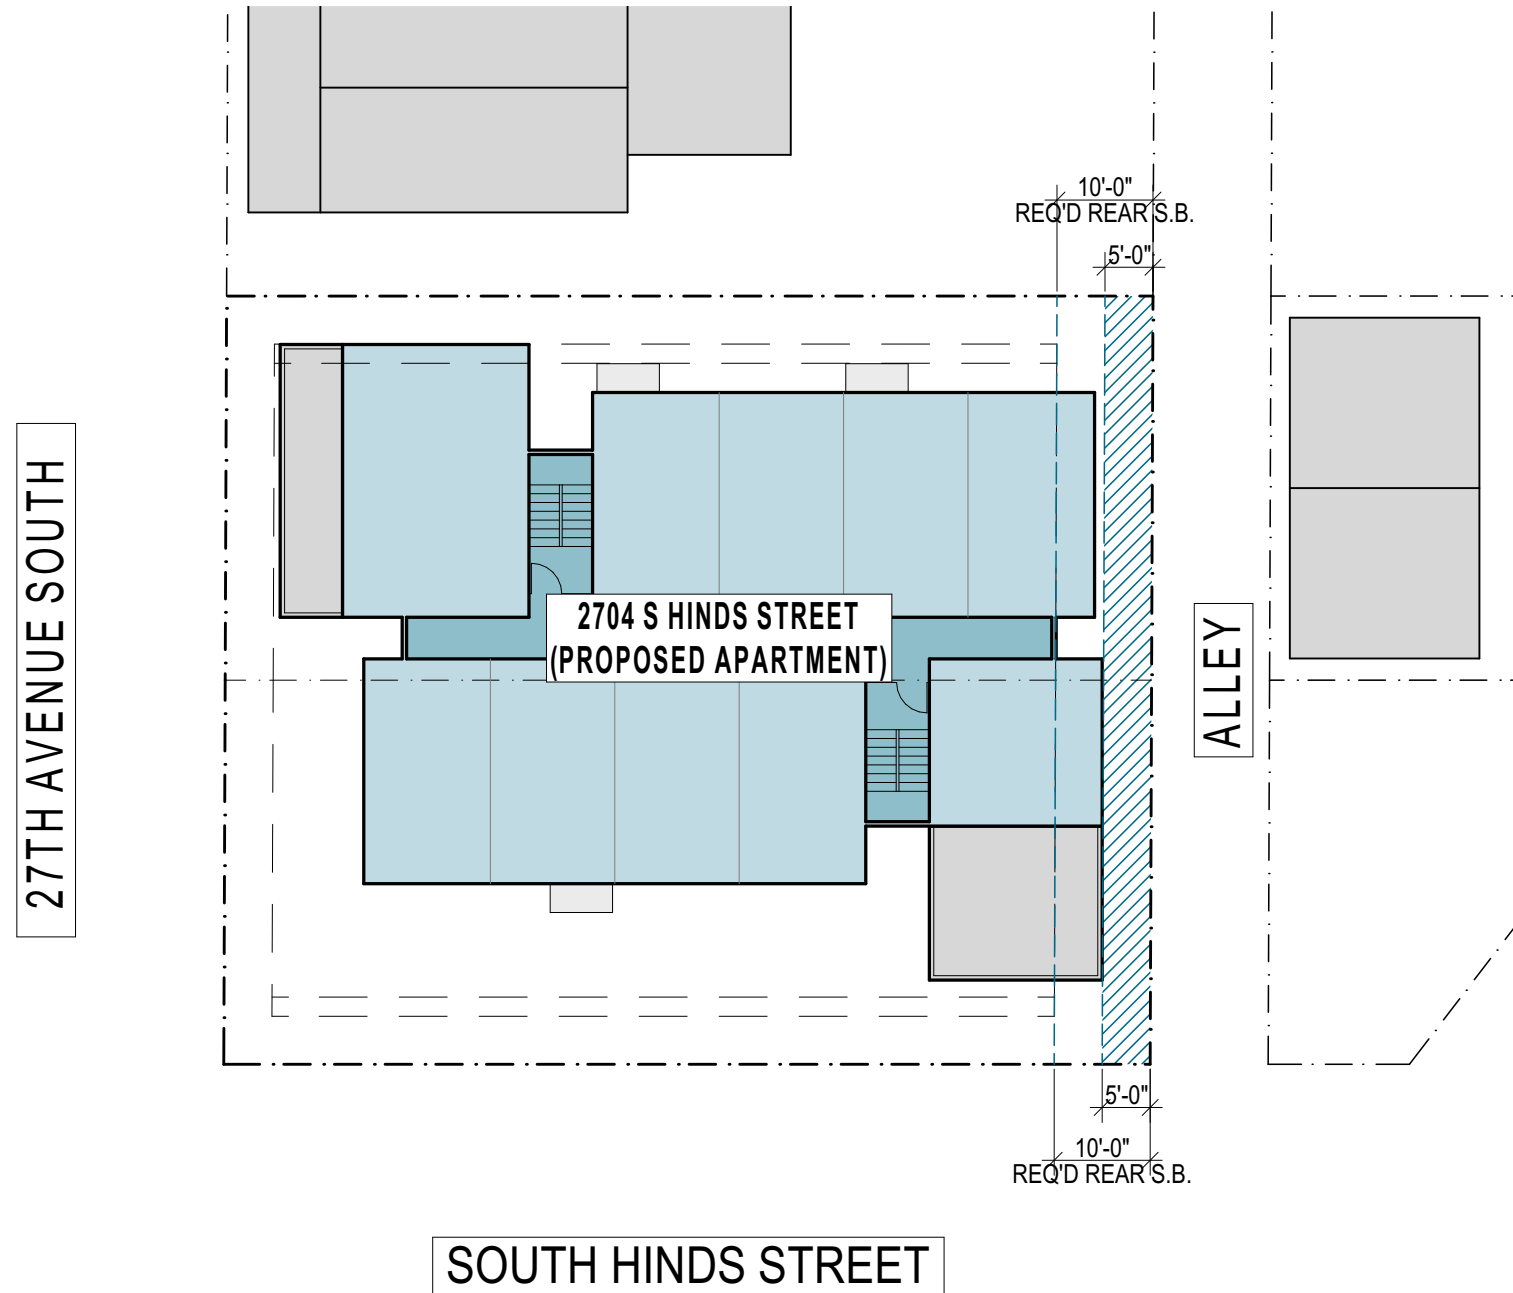 10'-0"
REQ'D REAR S.B.
5'-0"
27TH AVENUE SOUTH
2704 S HINDS STREET
(PROPOSED APARTMENT)
ALLEY
5'-0"
10'-0"
REQ'D REAR S.B.
SOUTH HINDS STREET